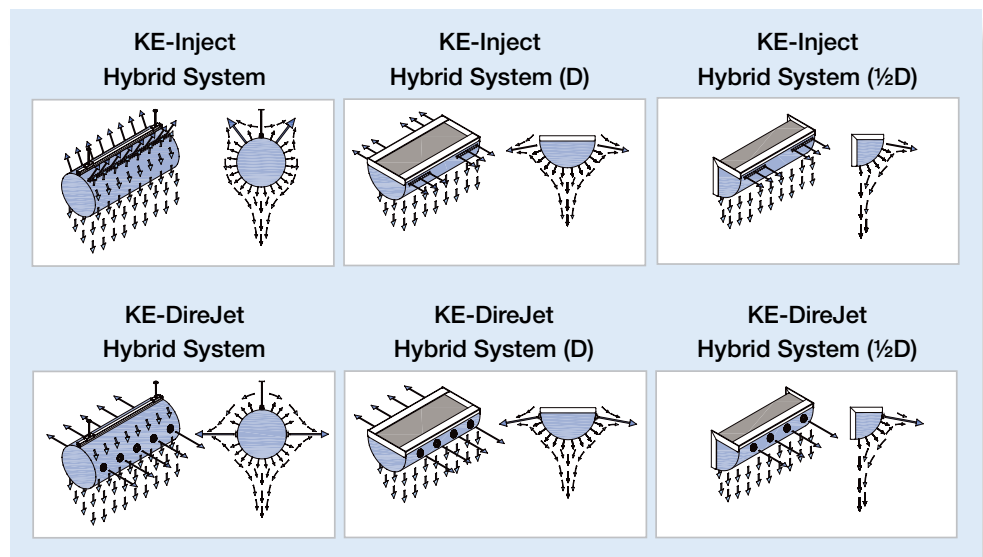 KE-Inject
Hybrid System
KE-Inject
Hybrid System (D)
KE-Inject
Hybrid System (½D)
KE-DireJet
Hybrid System
KE-DireJet
Hybrid System (D)
KE-DireJet
Hybrid System (½D)